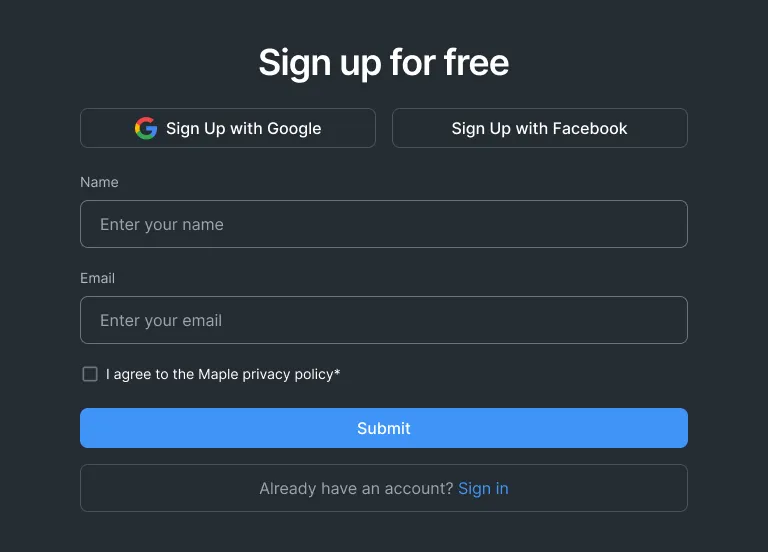 Sign up for free
Sign Up with Google
Sign Up with Facebook
Name
Enter your name
Email
Enter your email
I agree to the Maple privacy policy*
Submit
Already have an account? Sign in